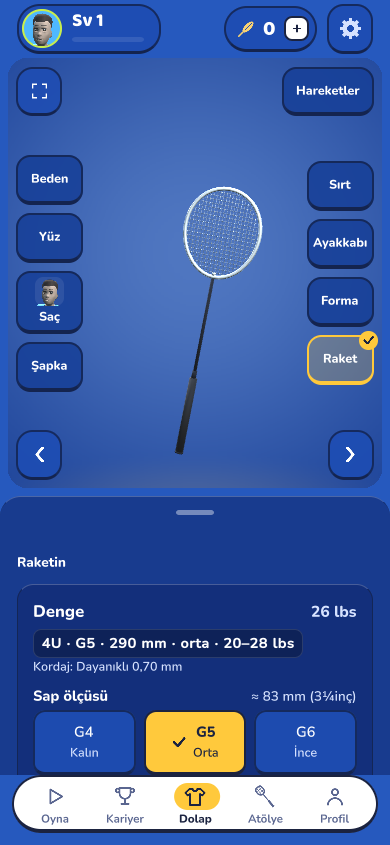 Sv 1
0
+
Hareketler
Beden
Sırt
Yüz
Ayakkabı
Saç
Forma
Şapka
Raket
Raketin
Denge
26 lbs
4U · G5 · 290 mm · orta · 20–28 lbs
Kordaj: Dayanıklı 0,70 mm
Sap ölçüsü
≈ 83 mm (3¼inç)
G4
Kalın
G5
Orta
G6
İnce
Oyna
Kariyer
Dolap
Atölye
Profil